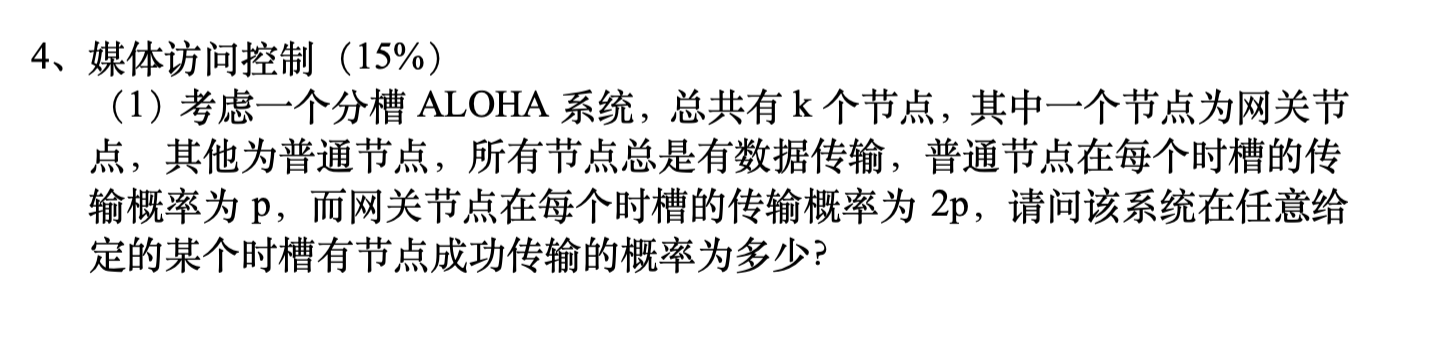 4、媒体访问控制（15%）
（1）考虑一个分槽 ALOHA 系统，总共有 k 个节点，其中一个节点为网关节
点，其他为普通节点，所有节点总是有数据传输，普通节点在每个时槽的传
输概率为 p，而网关节点在每个时槽的传输概率为 2p，请问该系统在任意给
定的某个时槽有节点成功传输的概率为多少？